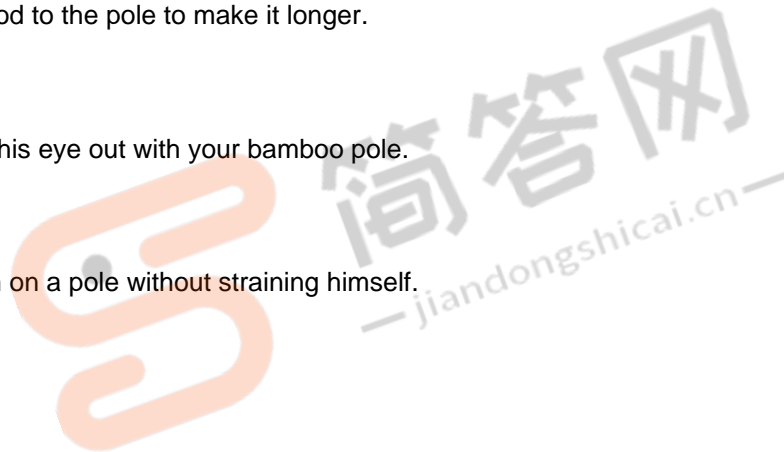 od to the pole to make it longer.
his eye out with your bamboo pole.
on a pole without straining himself.
简答网
jiandongshicai.cn